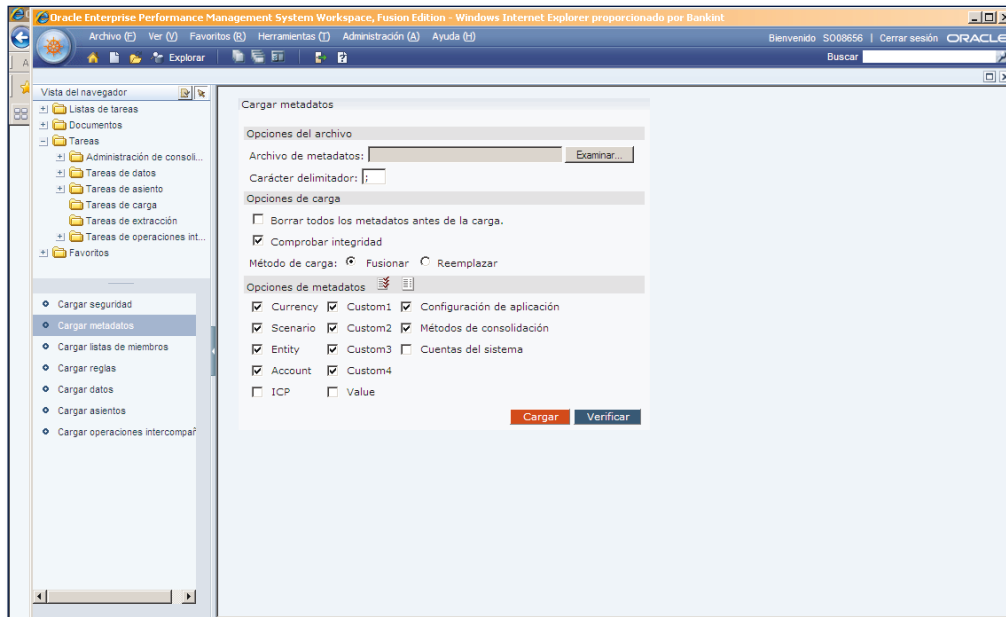 Oracle Enterprise Performance Management System Workspace, Fusion Edition - Windows Internet Explorer proporcionado por Bankint
Archivo (F) Ver (V) Favoritos (R) Herramientas (T) Administración (A) Ayuda (H)
Bienvenido S008656 | Cerrar sesión ORACLE
Explorar
Buscar
Vista del navegador
Listas de tareas
Documentos
Tareas
Administración de consoli...
Tareas de datos
Tareas de asiento
Tareas de carga
Tareas de extracción
Tareas de operaciones int...
Favoritos
Cargar seguridad
Cargar metadatos
Cargar listas de miembros
Cargar reglas
Cargar datos
Cargar asientos
Cargar operaciones intercompañ
Cargar metadatos
Opciones del archivo
Archivo de metadatos: Examinar...
Carácter delimitador: ;
Opciones de carga
Borrar todos los metadatos antes de la carga.
Comprobar integridad
Método de carga: Fusionar Reemplazar
Opciones de metadatos
Currency Custom1 Configuración de aplicación
Scenario Custom2 Métodos de consolidación
Entity Custom3 Cuentas del sistema
Account Custom4
ICP Value
Cargar Verificar